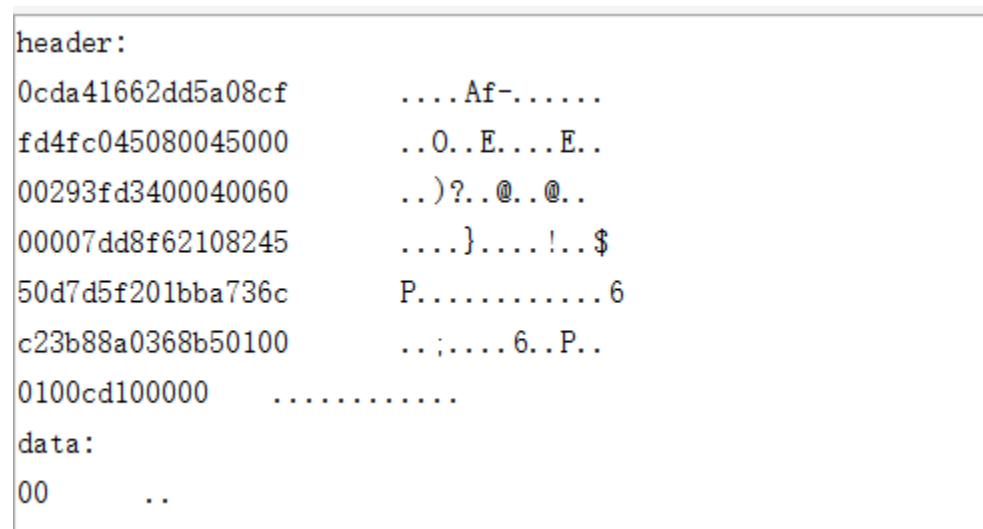 header:
0cda41662dd5a08cf ....Af-......
fd4fc045080045000 ..O..E....E..
00293fd3400040060 ..)?..@..@..
00007dd8f62108245 ....}....!..$
50d7d5f201bba736c P............6
c23b88a0368b50100 ..;....6..P..
0100cd100000 ............
data:
00 ..